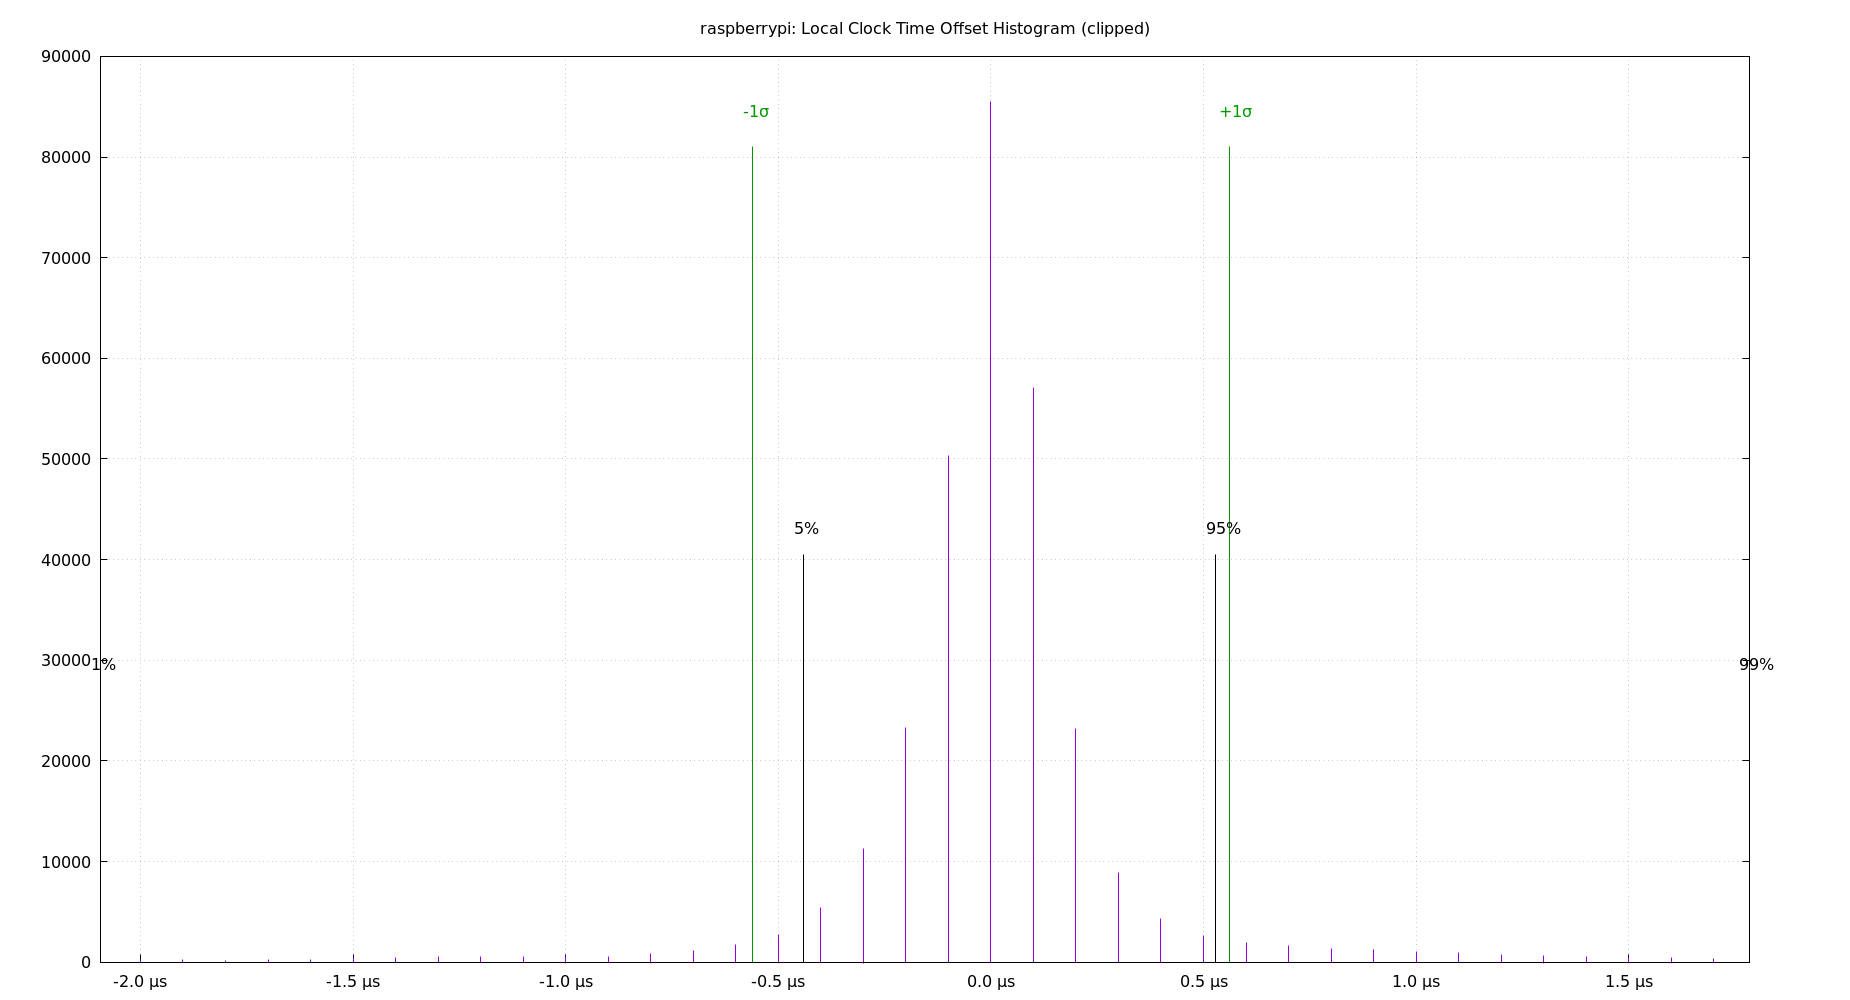 raspberrypi: Local Clock Time Offset Histogram (clipped)
90000
-1σ
+1σ
80000
70000
60000
50000
5%
95%
40000
30000
1%
99%
20000
10000
0
-2.0 µs
-1.5 µs
-1.0 µs
-0.5 µs
0.0 µs
0.5 µs
1.0 µs
1.5 µs